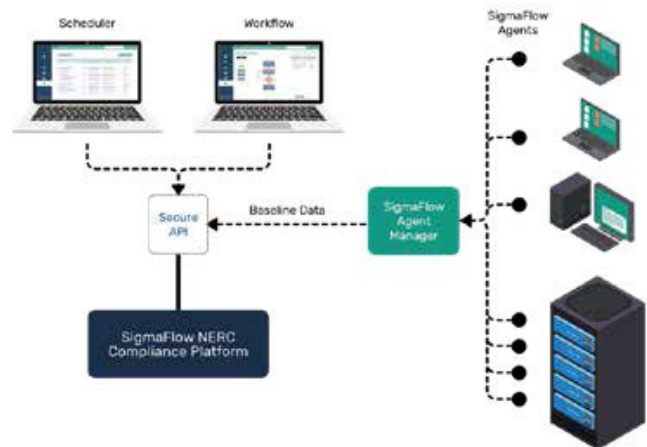 Scheduler
Workflow
SigmaFlow
Agents
Secure
API
Baseline Data
SigmaFlow
Agent
Manager
SigmaFlow NERC
Compliance Platform